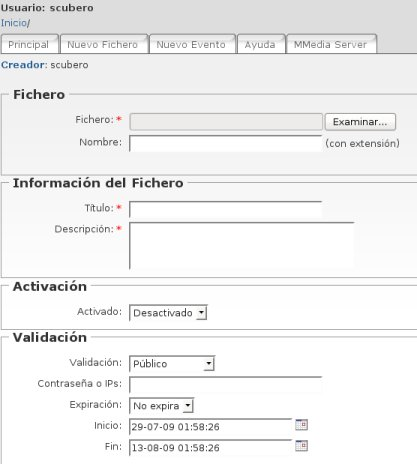 Usuario: scubero
Inicio/
Principal Nuevo Fichero Nuevo Evento Ayuda MMedia Server
Creador: scubero
Fichero
Fichero: * Examinar...
Nombre: (con extensión)
Información del Fichero
Título: *
Descripción: *
Activación
Activado: Desactivado
Validación
Validación: Público
Contraseña o IPs:
Expiración: No expira
Inicio: 29-07-09 01:58:26
Fin: 13-08-09 01:58:26